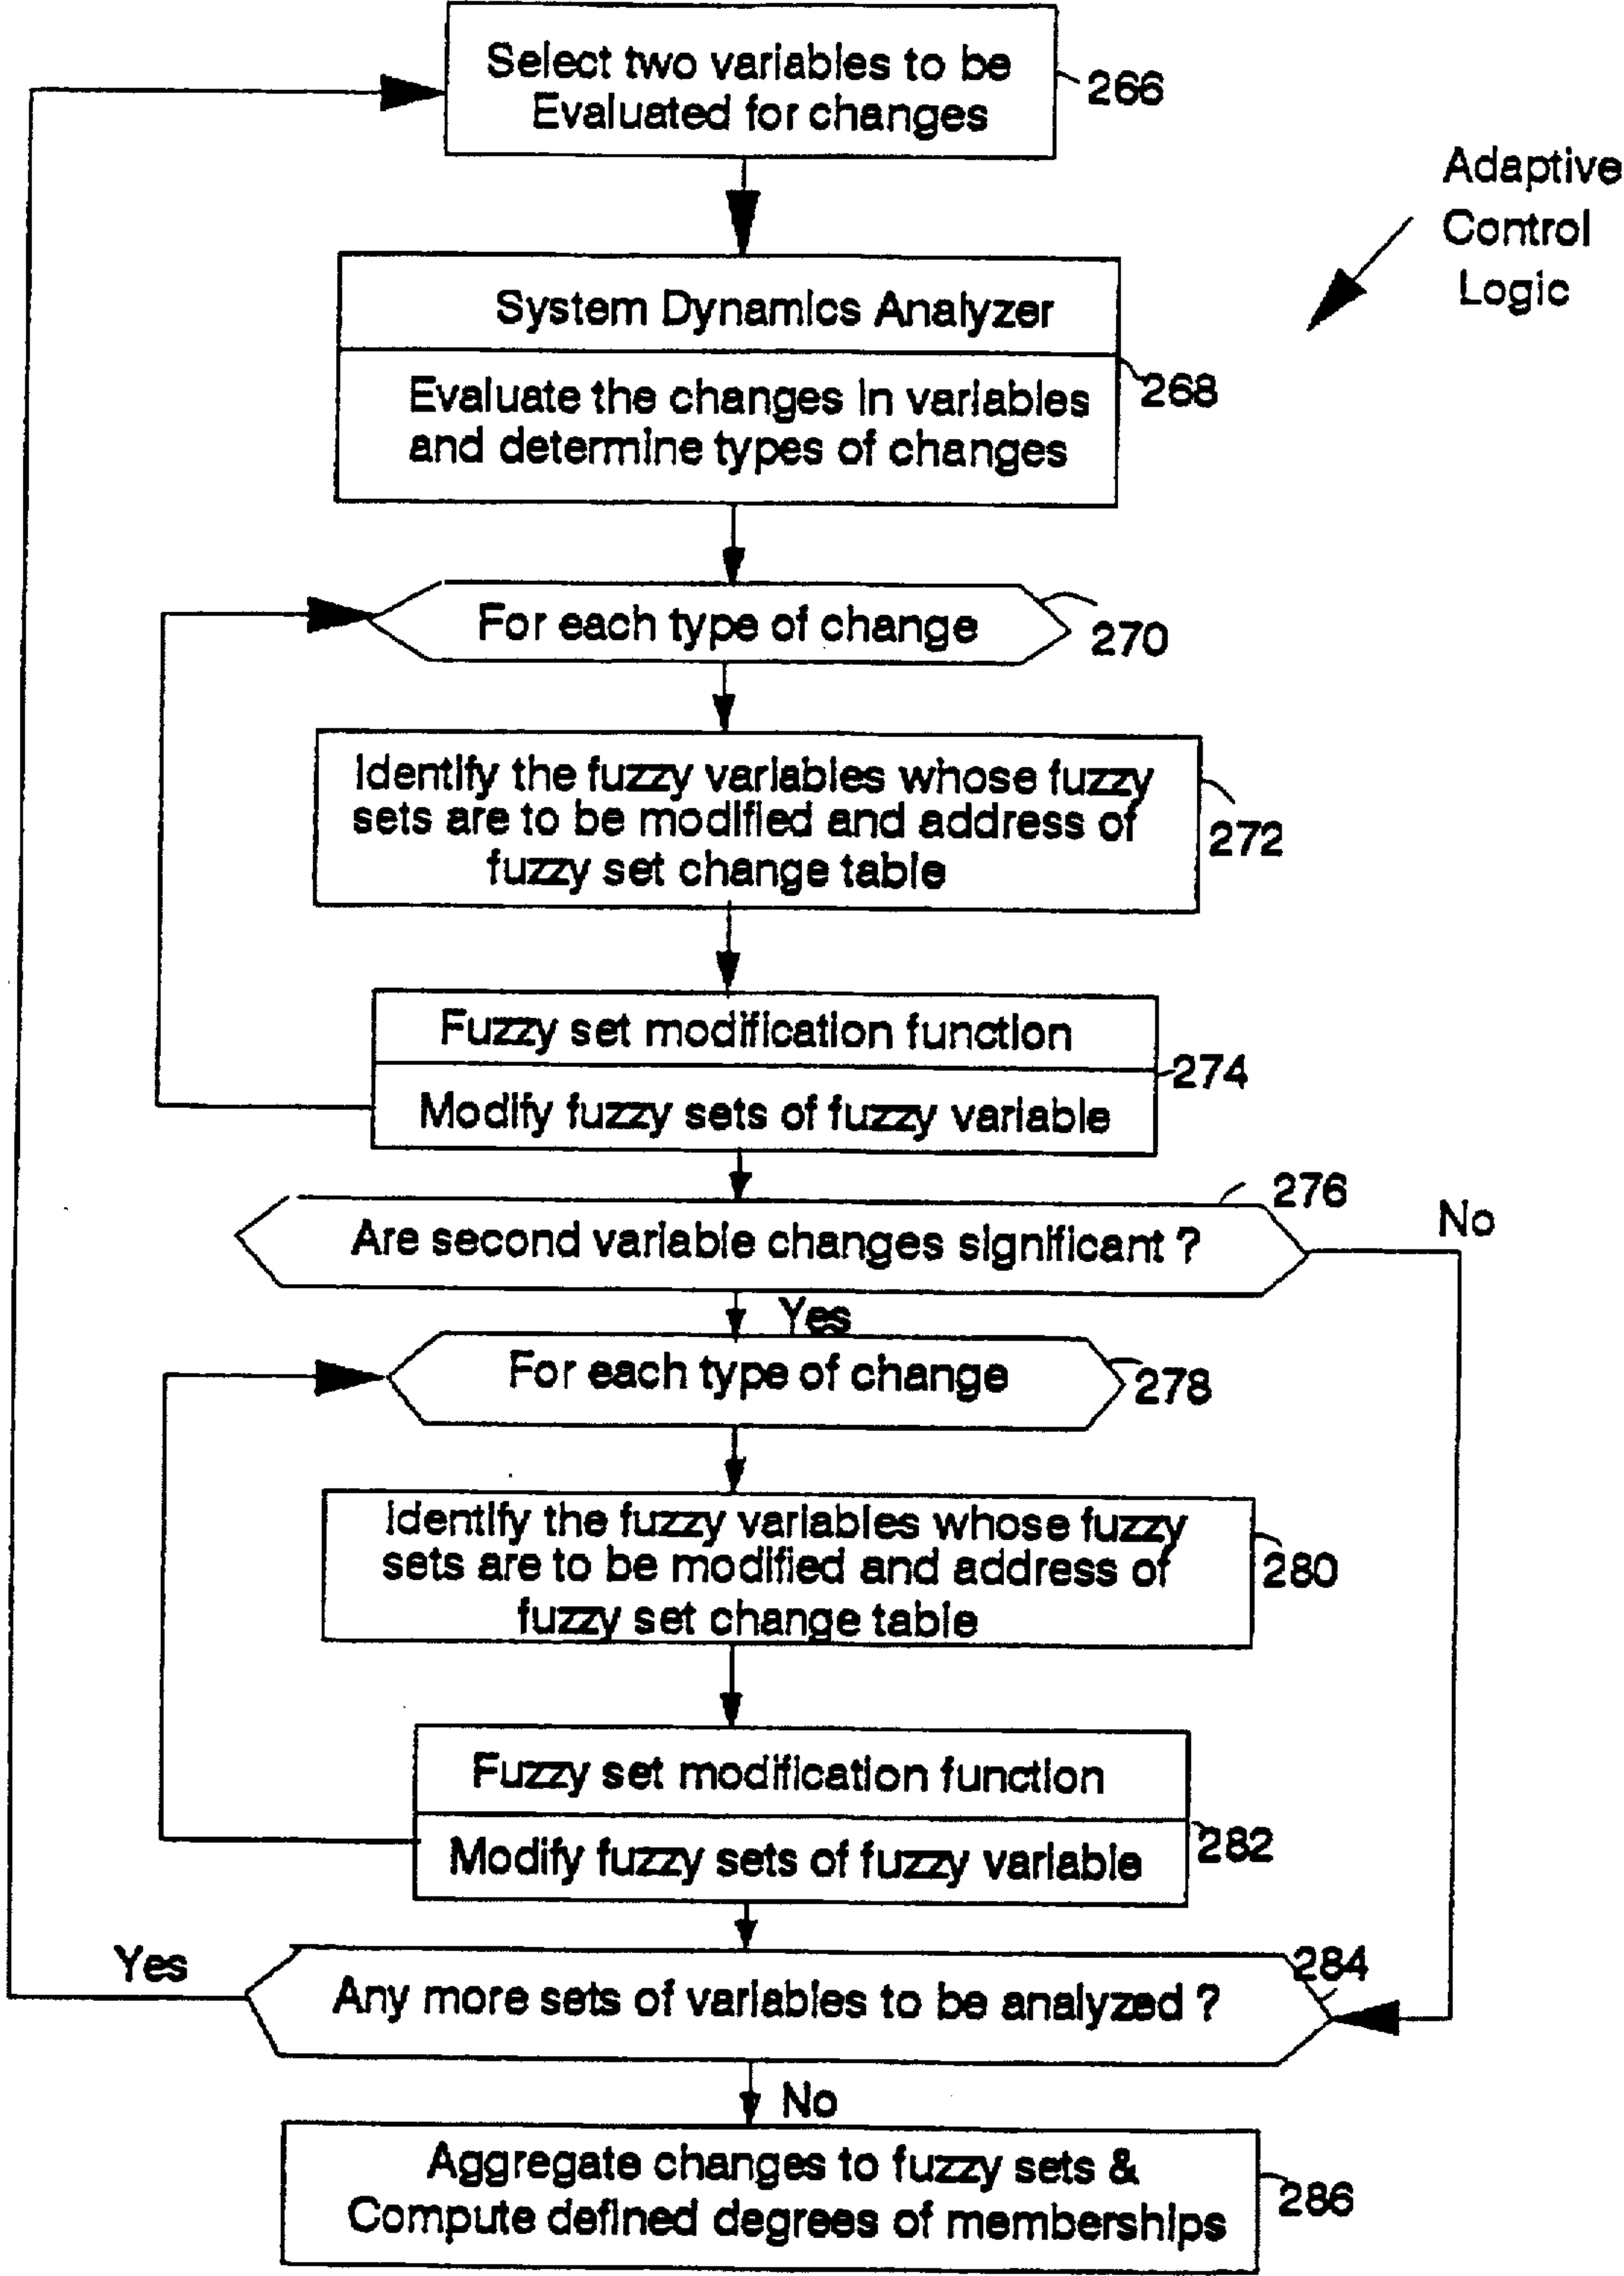 Select two variables to be
Evaluated for changes
266
Adaptive
Control
Logic
System Dynamics Analyzer
Evaluate the changes in variables
and determine types of changes
268
For each type of change
270
Identify the fuzzy variables whose fuzzy
sets are to be modified and address of
fuzzy set change table
272
Fuzzy set modification function
Modify fuzzy sets of fuzzy variable
274
276
Are second variable changes significant ?
No
Yes
For each type of change
278
Identify the fuzzy variables whose fuzzy
sets are to be modified and address of
fuzzy set change table
280
Fuzzy set modification function
Modify fuzzy sets of fuzzy variable
282
Yes
284
Any more sets of variables to be analyzed ?
No
Aggregate changes to fuzzy sets &
Compute defined degrees of memberships
286